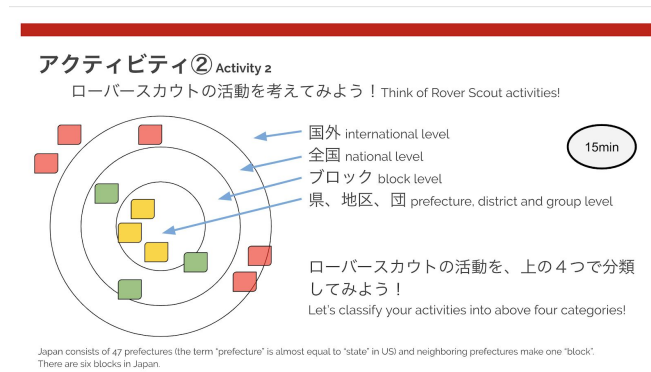 アクティビティ② Activity 2
ローバースカウトの活動を考えてみよう！Think of Rover Scout activities!
国外 international level
全国 national level
ブロック block level
県、地区、団 prefecture, district and group level
15min
ローバースカウトの活動を、上の４つで分類
してみよう！
Let's classify your activities into above four categories!
Japan consists of 47 prefectures (the term “prefecture” is almost equal to “state” in US) and neighboring prefectures make one “block”.
There are six blocks in Japan.